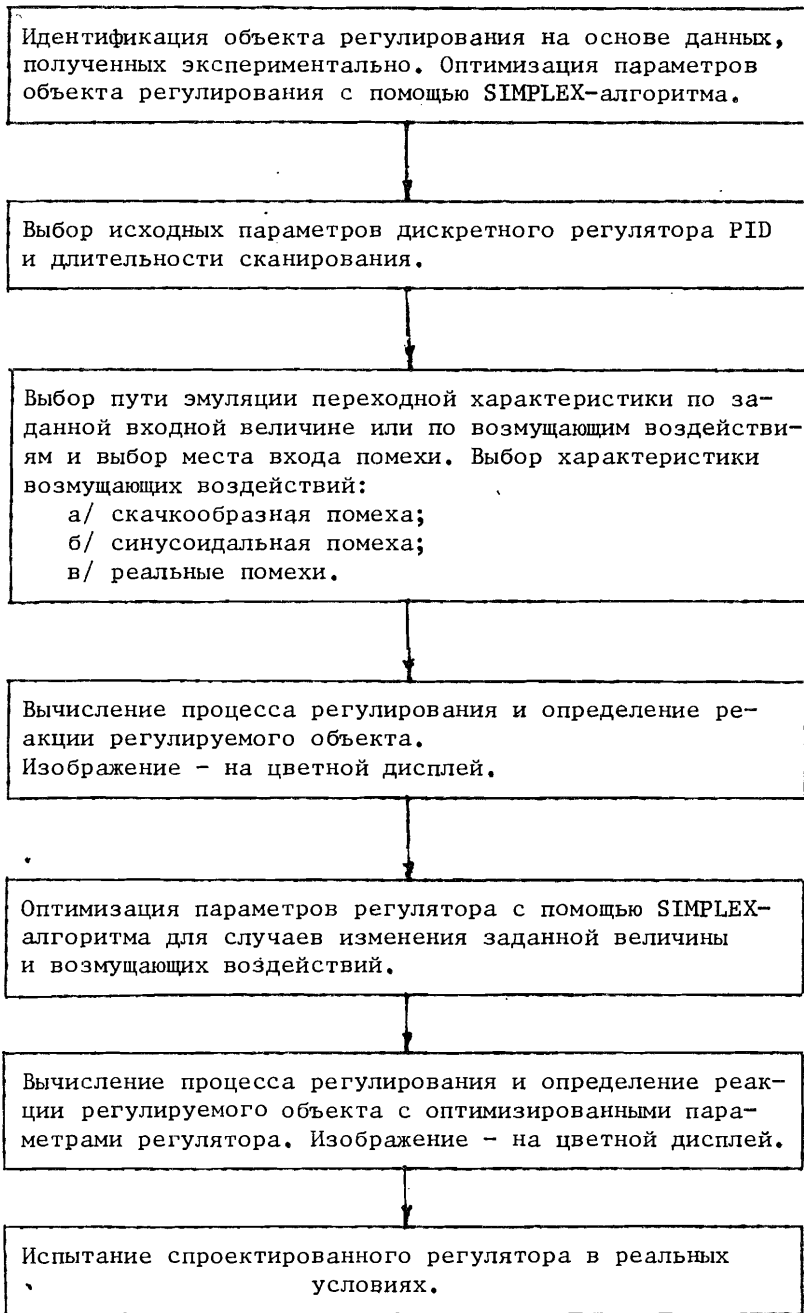 Идентификация объекта регулирования на основе данных,
полученных экспериментально. Оптимизация параметров
объекта регулирования с помощью SIMPLEX-алгоритма.
Выбор исходных параметров дискретного регулятора PID
и длительности сканирования.
Выбор пути эмуляции переходной характеристики по за-
данной входной величине или по возмущающим воздействи-
ям и выбор места входа помехи. Выбор характеристики
возмущающих воздействий:
а/ скачкообразная помеха;
б/ синусоидальная помеха;
в/ реальные помехи.
Вычисление процесса регулирования и определение ре-
акции регулируемого объекта.
Изображение - на цветной дисплей.
Оптимизация параметров регулятора с помощью SIMPLEX-
алгоритма для случаев изменения заданной величины
и возмущающих воздействий.
Вычисление процесса регулирования и определение реак-
ции регулируемого объекта с оптимизированными пара-
метрами регулятора. Изображение - на цветной дисплей.
Испытание спроектированного регулятора в реальных
условиях.